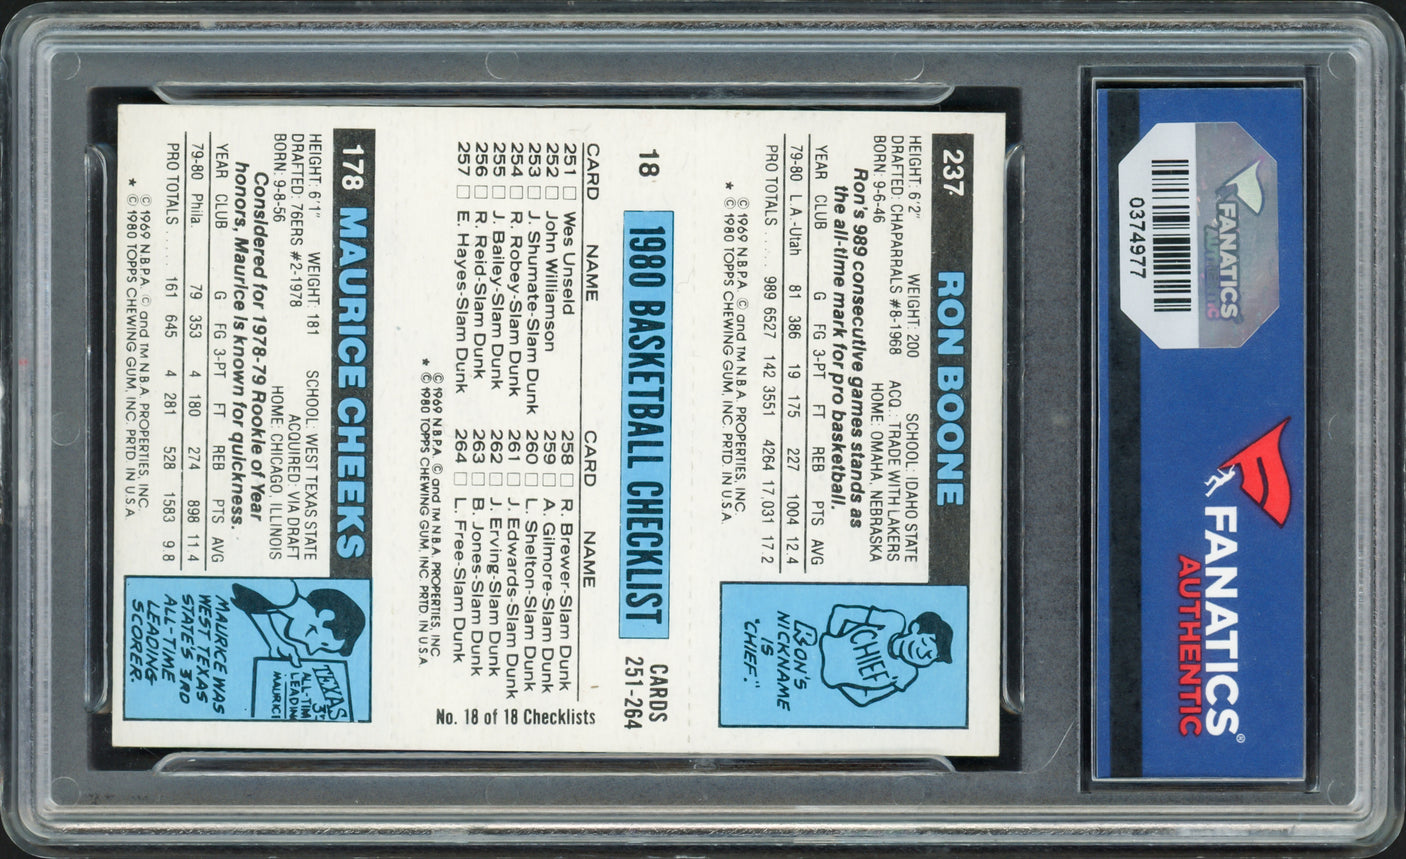 0374977
FANATICS
AUTHENTIC
FANATICS®
AUTHENTIC
237 RON BOONE
HEIGHT: 6'2" WEIGHT: 200 SCHOOL: IDAHO STATE
DRAFTED: CHAPARRALS #8-1968 ACQ.: TRADE WITH LAKERS
BORN: 9-6-46 HOME: OMAHA, NEBRASKA
Ron's 989 consecutive games stands as
the all-time mark for pro basketball.
YEAR CLUB G FG 3-PT FT REB PTS AVG
79-80 L.A.-Utah 81 386 19 175 227 1004 12.4
PRO TOTALS..... 989 6527 142 3551 4264 17,031 17.2
© 1969 N.B.P.A. © and TM N.B.A. PROPERTIES, INC.
* © 1980 TOPPS CHEWING GUM, INC. PRTD. IN U.S.A.
CHIEF
RON'S
NICKNAME
IS
"CHIEF."
18 1980 BASKETBALL CHECKLIST CARDS
251-264
CARD NAME CARD NAME
251 □ Wes Unseld 258 □ R. Brewer-Slam Dunk
252 □ John Williamson 259 □ A. Gilmore-Slam Dunk
253 □ J. Shumate-Slam Dunk 260 □ L. Shelton-Slam Dunk
254 □ R. Robey-Slam Dunk 261 □ J. Edwards-Slam Dunk
255 □ J. Bailey-Slam Dunk 262 □ J. Erving-Slam Dunk
256 □ R. Reid-Slam Dunk 263 □ B. Jones-Slam Dunk
257 □ E. Hayes-Slam Dunk 264 □ L. Free-Slam Dunk
No. 18 of 18 Checklists
© 1969 N.B.P.A. © and TM N.B.A. PROPERTIES, INC.
* © 1980 TOPPS CHEWING GUM, INC. PRTD. IN U.S.A.
178 MAURICE CHEEKS
HEIGHT: 6'1" WEIGHT: 181 SCHOOL: WEST TEXAS STATE
DRAFTED: 76ERS #2-1978 ACQUIRED: VIA DRAFT
BORN: 9-8-56 HOME: CHICAGO, ILLINOIS
Considered for 1978-79 Rookie of Year
honors, Maurice is known for quickness.
YEAR CLUB G FG 3-PT FT REB PTS AVG
79-80 Phila. 79 353 4 180 274 898 11.4
PRO TOTALS..... 161 645 4 281 528 1583 9.8
© 1969 N.B.P.A. © and TM N.B.A. PROPERTIES, INC.
* © 1980 TOPPS CHEWING GUM, INC. PRTD. IN U.S.A.
TEXAS
3RD
ALL-TIM
LEADIN
MAURICE
MAURICE WAS
WEST TEXAS
STATE'S 3RD
ALL-TIME
LEADING
SCORER.